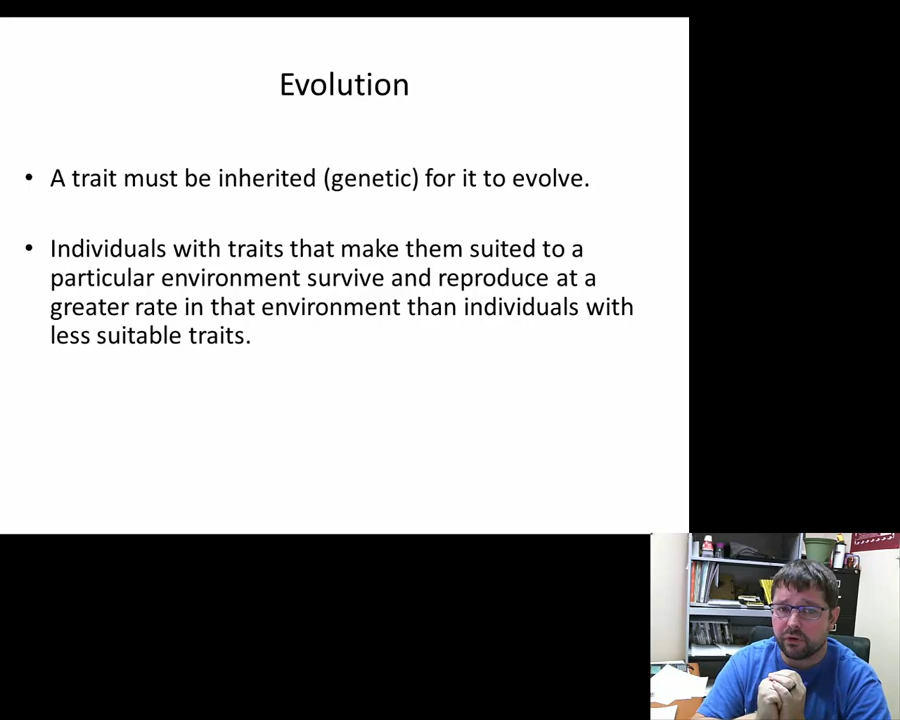 Evolution
• A trait must be inherited (genetic) for it to evolve.
• Individuals with traits that make them suited to a
particular environment survive and reproduce at a
greater rate in that environment than individuals with
less suitable traits.